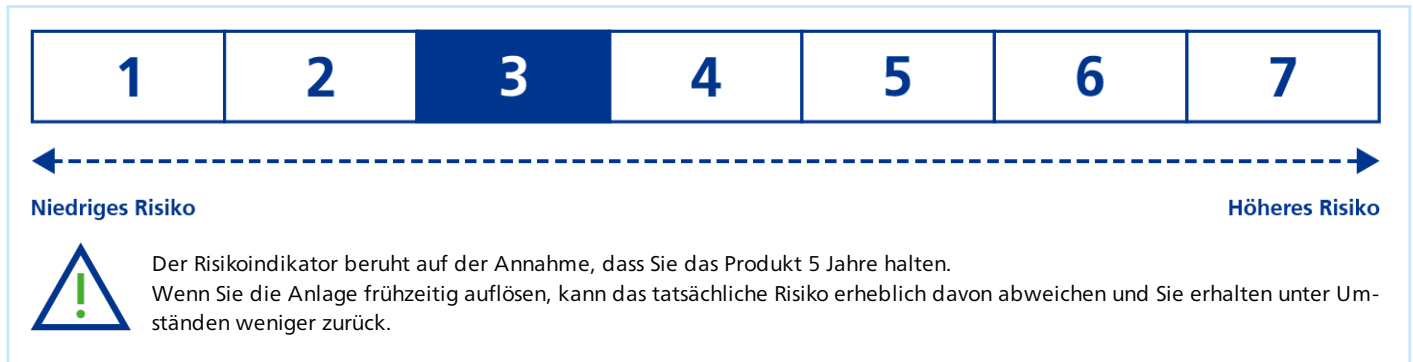 1 2 3 4 5 6 7
Niedriges Risiko Höheres Risiko
Der Risikoindikator beruht auf der Annahme, dass Sie das Produkt 5 Jahre halten.
Wenn Sie die Anlage frühzeitig auflösen, kann das tatsächliche Risiko erheblich davon abweichen und Sie erhalten unter Um-
ständen weniger zurück.